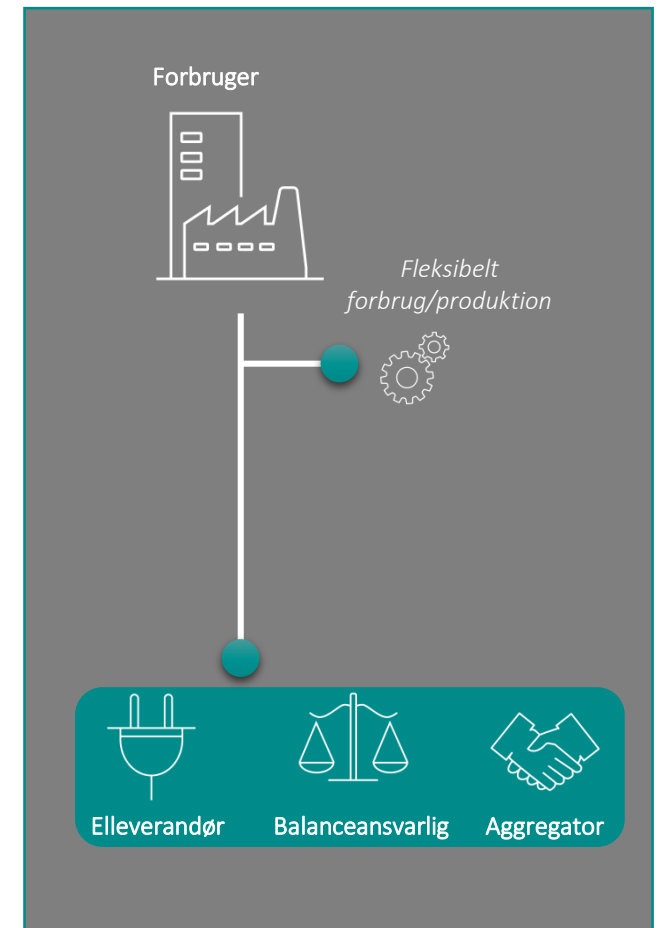 Forbruger
Fleksibelt
forbrug/produktion
Elleverandør
Balanceansvarlig
Aggregator